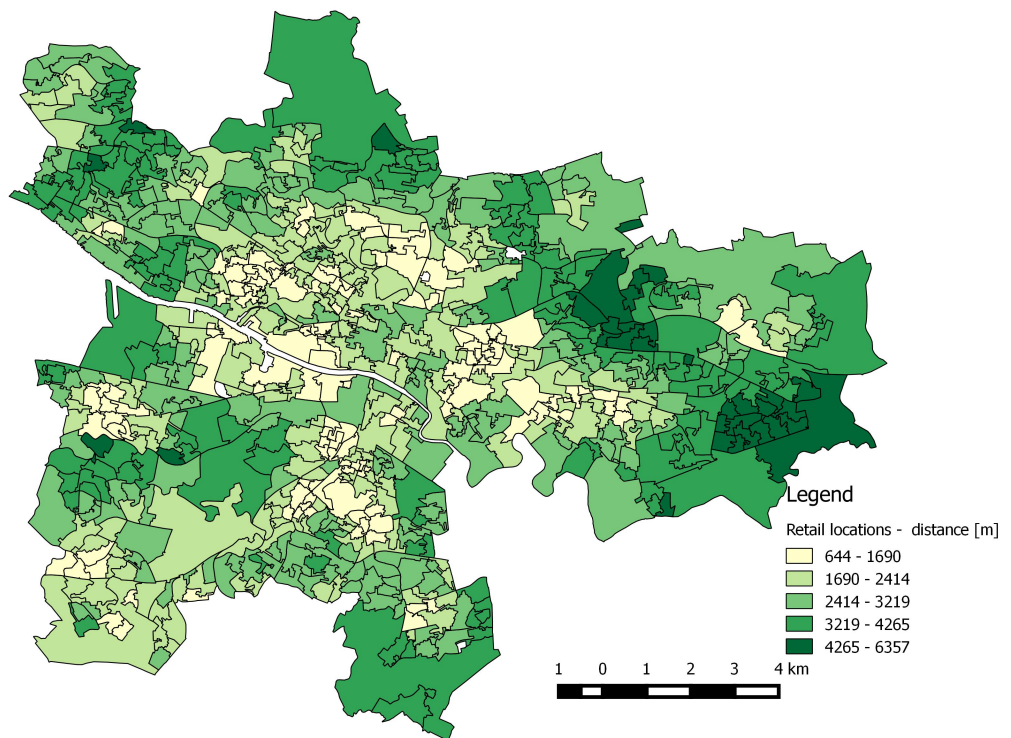 Legend
Retail locations - distance [m]
644 - 1690
1690 - 2414
2414 - 3219
3219 - 4265
4265 - 6357
1 0 1 2 3 4 km